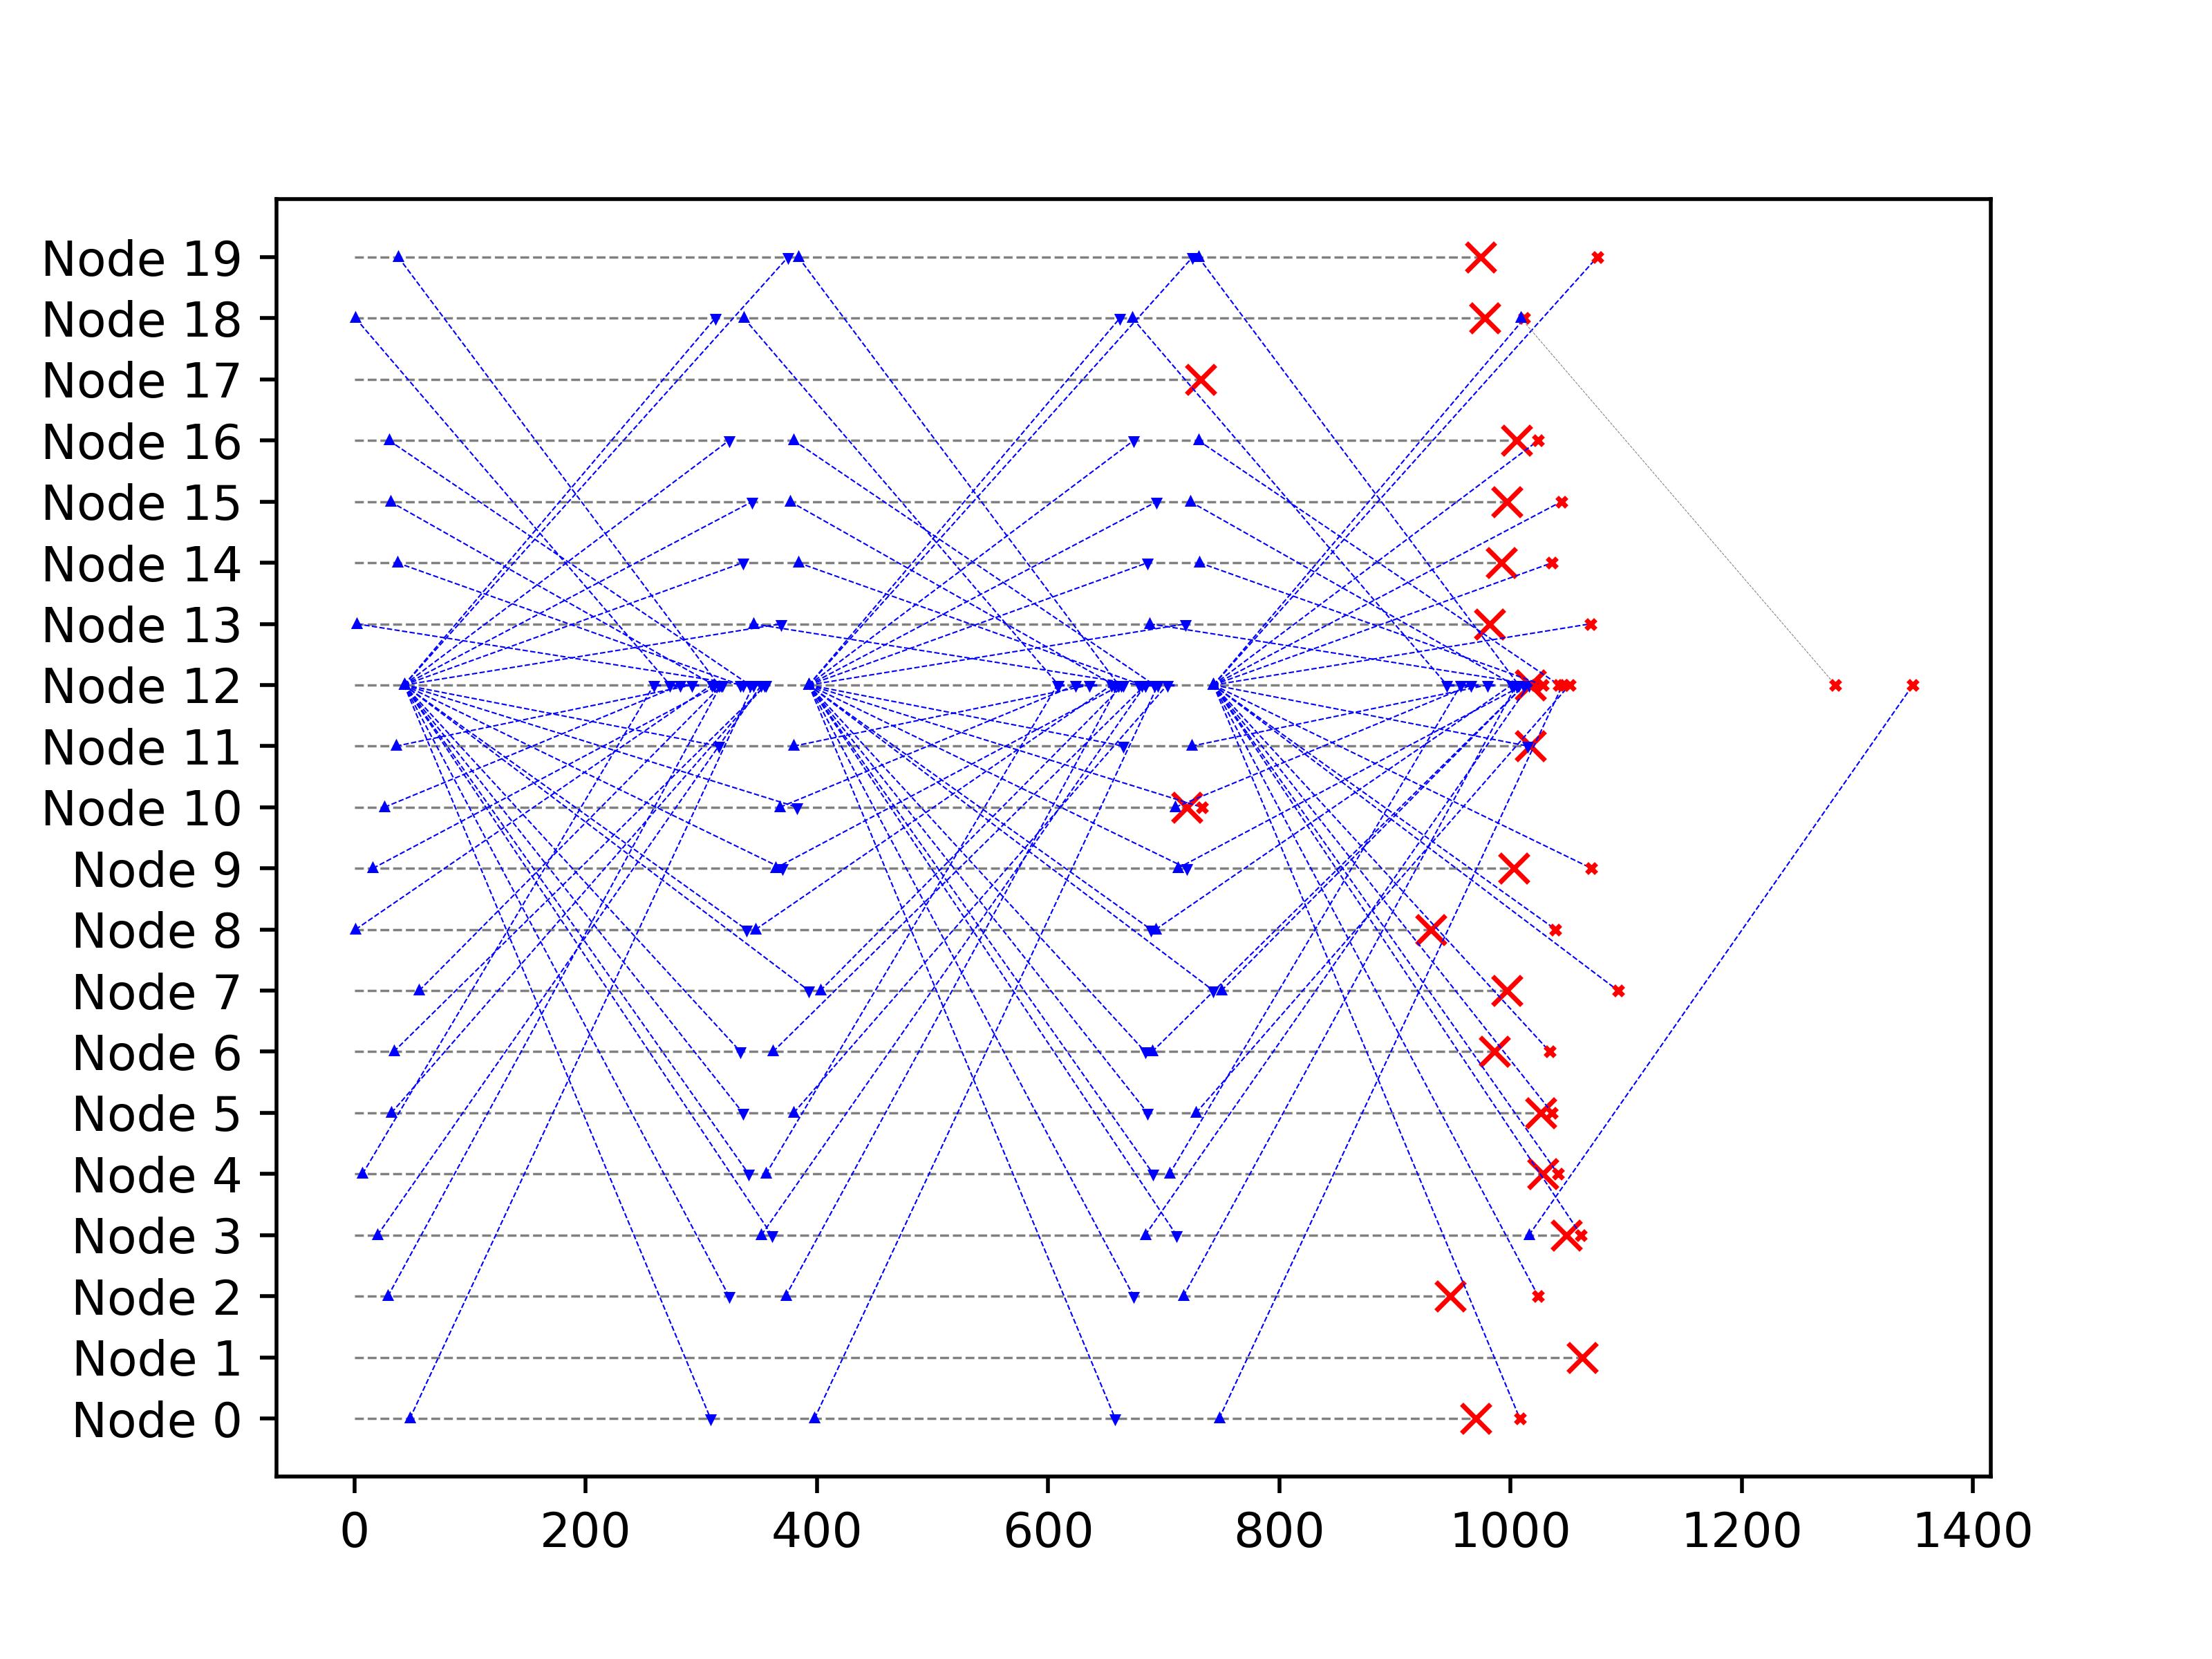 Node 19
Node 18
Node 17
Node 16
Node 15
Node 14
Node 13
Node 12
Node 11
Node 10
Node 9
Node 8
Node 7
Node 6
Node 5
Node 4
Node 3
Node 2
Node 1
Node 0
0 200 400 600 800 1000 1200 1400